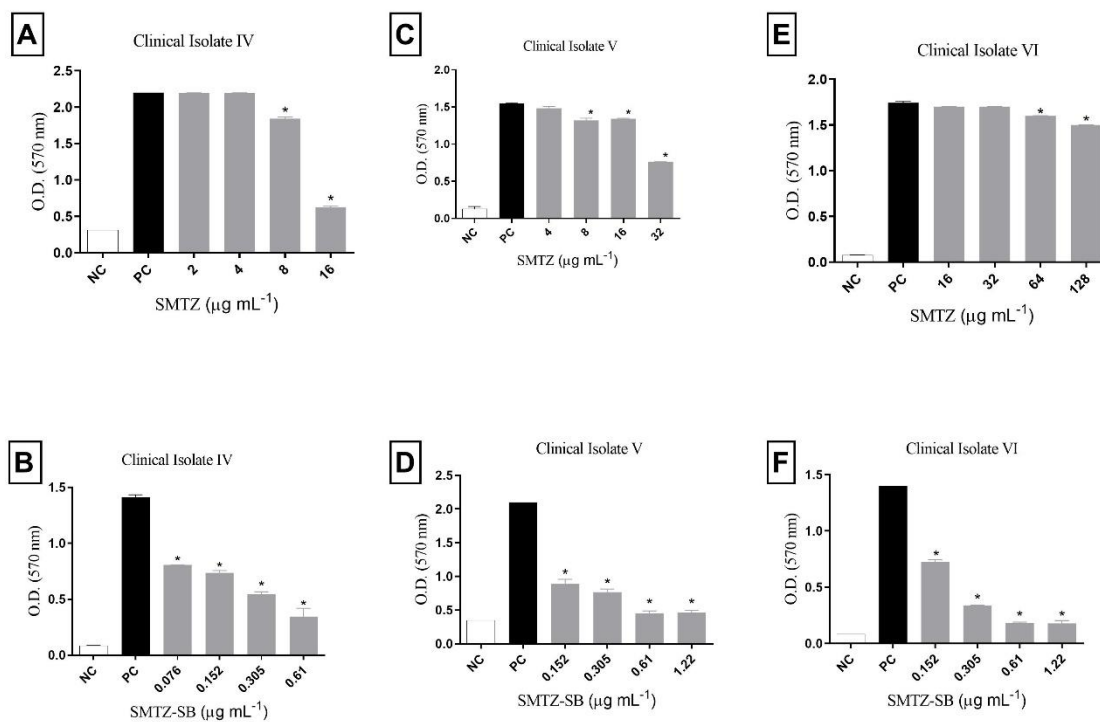 A
Clinical Isolate IV
O.D. (570 nm)
2.5
2.0
1.5
1.0
0.5
0.0
NC PC 2 4 8 16
* *
SMTZ (µg mL-1)
C
Clinical Isolate V
O.D. (570 nm)
2.0
1.5
1.0
0.5
0.0
NC PC 4 8 16 32
* * *
SMTZ (µg mL-1)
E
Clinical Isolate VI
O.D. (570 nm)
2.0
1.5
1.0
0.5
0.0
NC PC 16 32 64 128
* *
SMTZ (µg mL-1)
B
Clinical Isolate IV
O.D. (570 nm)
1.5
1.0
0.5
0.0
NC PC 0.076 0.152 0.305 0.61
* * * *
SMTZ-SB (µg mL-1)
D
Clinical Isolate V
O.D. (570 nm)
2.5
2.0
1.5
1.0
0.5
0.0
NC PC 0.152 0.305 0.61 1.22
* * * *
SMTZ-SB (µg mL-1)
F
Clinical Isolate VI
O.D. (570 nm)
1.5
1.0
0.5
0.0
NC PC 0.152 0.305 0.61 1.22
* * * *
SMTZ-SB (µg mL-1)